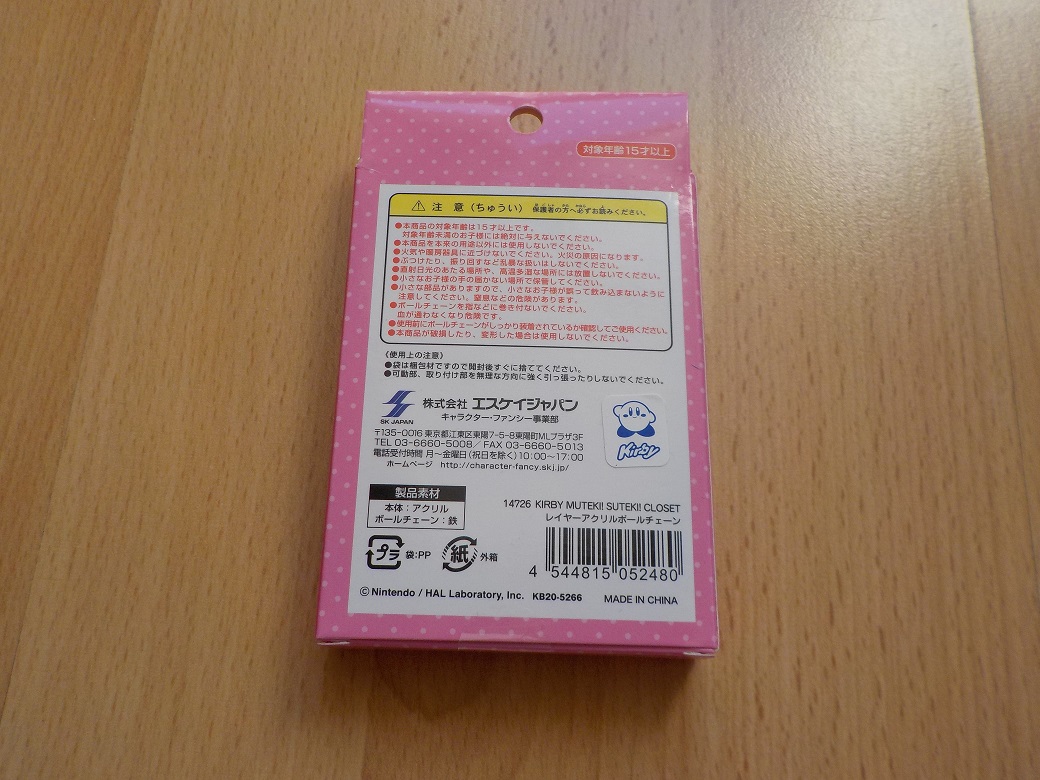 対象年齢15才以上
⚠ 注 意（ちゅうい） 保護者の方へ必ずお読みください。
●本商品の対象年齢は15才以上です。
対象年齢未満のお子様には絶対に与えないでください。
●本商品を本来の用途以外には使用しないでください。
●火気や暖房器具に近づけないでください。火災の原因になります。
●ぶつけたり、振り回すなど乱暴な扱いはしないでください。
●直射日光のあたる場所や、高温多湿な場所には放置しないでください。
●小さなお子様の手の届かない場所で保管してください。
●小さな部品がありますので、小さなお子様が誤って飲み込まないように
注意してください。窒息などの危険があります。
●ボールチェーンを指などに巻き付ないでください。
血が通わなくなり危険です。
●使用前にボールチェーンがしっかり装着されているか確認してご使用ください。
●本商品が破損したり、変形した場合は使用しないでください。
《使用上の注意》
●袋は梱包材ですので開封後すぐに捨ててください。
●可動部、取り付け部を無理な方向に強く引っ張ったりしないでください。
SK JAPAN
株式会社 エスケイジャパン
キャラクター・ファンシー事業部
〒135-0016 東京都江東区東陽7-5-8東陽町MLプラザ3F
TEL 03-6660-5008／FAX 03-6660-5013
電話受付時間 月～金曜日(祝日を除く)10:00～17:00
ホームページ http://character-fancy.skj.jp/
Kirby
製品素材
本体：アクリル
ボールチェーン：鉄
14726 KIRBY MUTEKI! SUTEKI! CLOSET
レイヤーアクリルボールチェーン
プラ 袋：PP 紙 外箱
4 544815 052480
©Nintendo / HAL Laboratory, Inc. KB20-5266 MADE IN CHINA